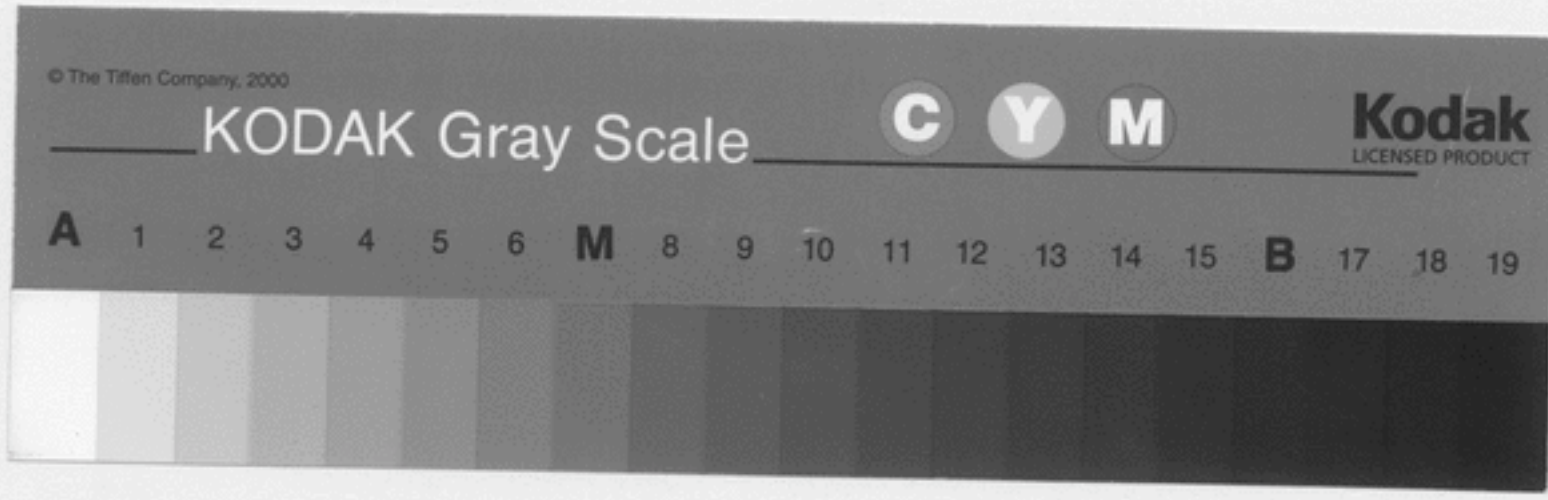 © The Tiffen Company, 2000
KODAK Gray Scale
C Y M
Kodak
LICENSED PRODUCT
A 1 2 3 4 5 6 M 8 9 10 11 12 13 14 15 B 17 18 19